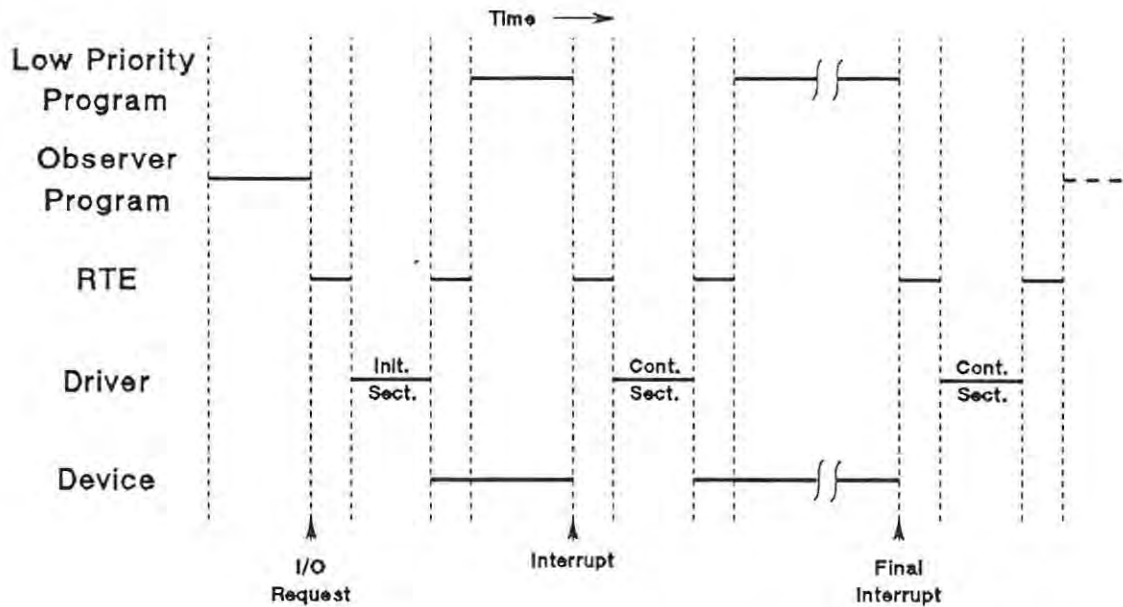 Time
Low Priority
Program
Observer
Program
RTE
Driver
Init.
Sect.
Cont.
Sect.
Cont.
Sect.
Device
I/O
Request
Interrupt
Final
Interrupt